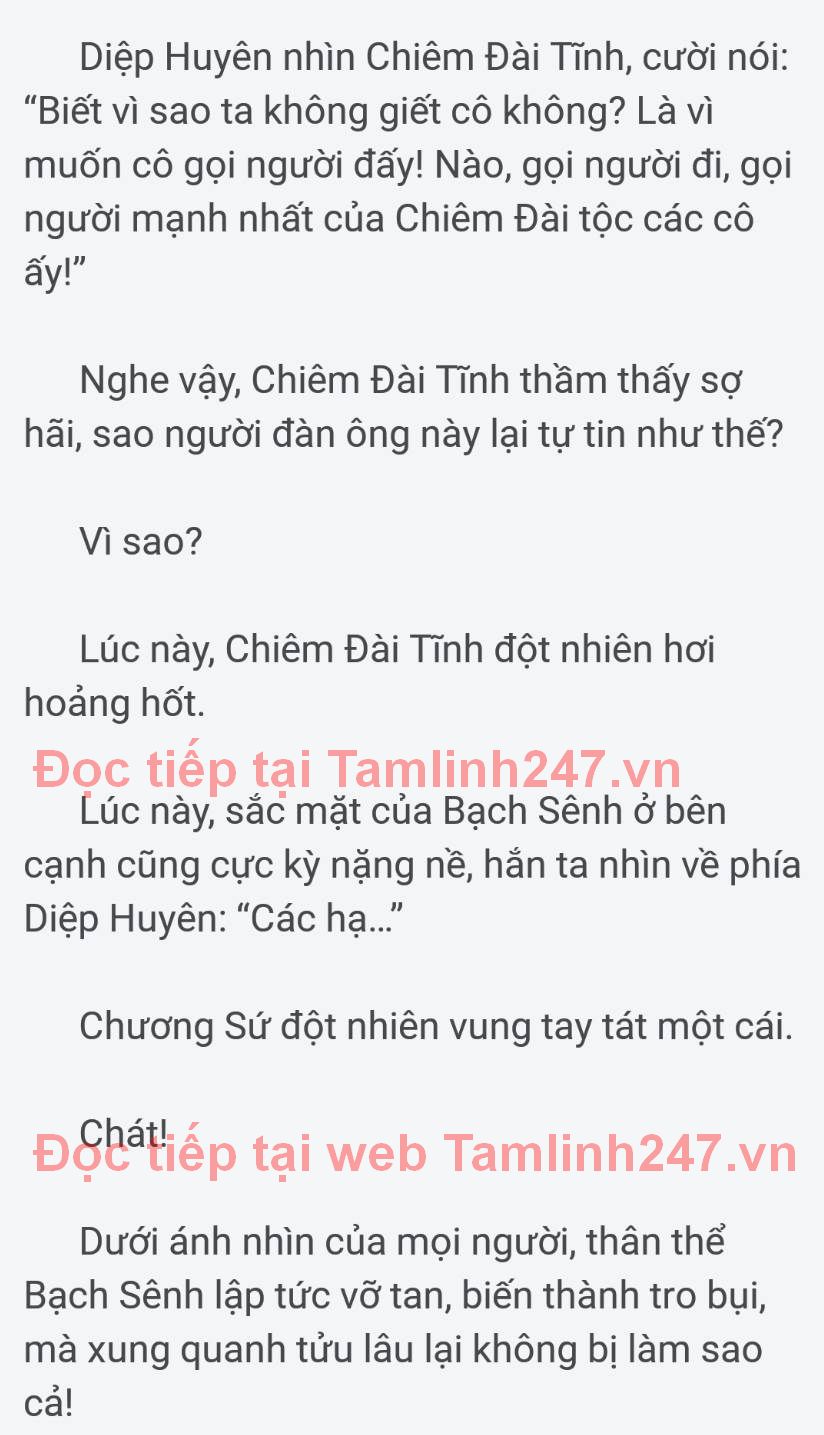 Diệp Huyên nhìn Chiêm Đài Tĩnh, cười nói:
“Biết vì sao ta không giết cô không? Là vì
muốn cô gọi người đấy! Nào, gọi người đi, gọi
người mạnh nhất của Chiêm Đài tộc các cô
ấy!”
Nghe vậy, Chiêm Đài Tĩnh thầm thấy sợ
hãi, sao người đàn ông này lại tự tin như thế?
Vì sao?
Lúc này, Chiêm Đài Tĩnh đột nhiên hơi
hoảng hốt.
Đọc tiếp tại Tamlinh247.vn
Lúc này, sắc mặt của Bạch Sênh ở bên
cạnh cũng cực kỳ nặng nề, hắn ta nhìn về phía
Diệp Huyên: “Các hạ...”
Chương Sứ đột nhiên vung tay tát một cái.
Chát!
Đọc tiếp tại web Tamlinh247.vn
Dưới ánh nhìn của mọi người, thân thể
Bạch Sênh lập tức vỡ tan, biến thành tro bụi,
mà xung quanh tửu lâu lại không bị làm sao
cả!